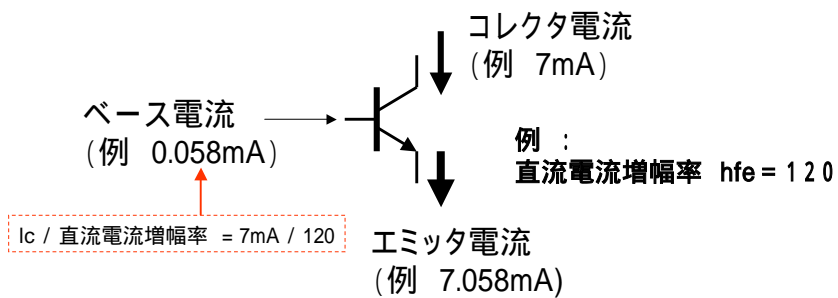 コレクタ電流
(例 7mA)
ベース電流
(例 0.058mA)
例 :
直流電流増幅率 hfe=120
Ic / 直流電流増幅率 =7mA / 120
エミッタ電流
(例 7.058mA)